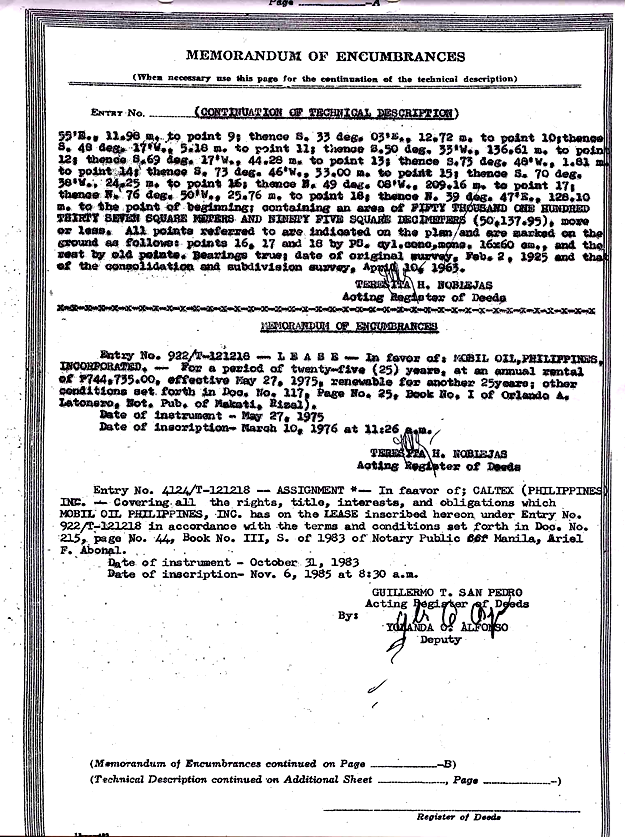 Page -A
MEMORANDUM OF ENCUMBRANCES
(When necessary use this page for the continuation of the technical description)
ENTRY No. (CONTINUATION OF TECHNICAL DESCRIPTION)
55'E., 11.98 m. to point 9; thence S. 33 deg. 03'E., 12.72 m. to point 10;thence
S. 48 deg. 17'W., 5.18 m. to point 11; thence S.50 deg. 33'W., 136.61 m. to point
12; thence S.69 deg. 17'W., 44.28 m. to point 13; thence S.73 deg. 48'W., 1.81 m.
to point 14; thence S. 73 deg. 46'W., 33.00 m. to point 15; thence S. 70 deg.
38'W., 24.25 m. to point 16; thence N. 49 deg. 08'W., 209.16 m. to point 17;
thence N. 76 deg. 50'W., 25.76 m. to point 18; thence N. 39 deg. 47'E., 128.10
m. to the point of beginning; containing an area of FIFTY THOUSAND ONE HUNDRED
THIRTY SEVEN SQUARE METERS AND NINETY FIVE SQUARE DECIMETERS (50,137.95), more
or less. All points referred to are indicated on the plan and are marked on the
ground as follows: points 16, 17 and 18 by PS. cyl.conc.mons. 16x60 cm., and the
rest by old points. Bearings true; date of original survey, Feb. 2, 1925 and that
of the consolidation and subdivision survey, April 10, 1963.
TERESITA H. NOBLEJAS
Acting Register of Deeds
MEMORANDUM OF ENCUMBRANCES
Entry No. 922/T-121218 — L E A S E — In favor of: MOBIL OIL,PHILIPPINES,
INCORPORATED. — For a period of twenty-five (25) years, at an annual rental
of ₱744,735.00, effective May 27, 1975, renewable for another 25years; other
conditions set forth in Doc. No. 117, Page No. 25, Book No. I of Orlando A.
Latonero, Not. Pub. of Makati, Rizal).
Date of instrument - May 27, 1975
Date of inscription- March 10, 1976 at 11:26 a.m.
TERESITA H. NOBLEJAS
Acting Register of Deeds
Entry No. 4124/T-121218 — ASSIGNMENT *— In faavor of; CALTEX (PHILIPPINES)
INC. — Covering all the rights, title, interests, and obligations which
MOBIL OIL PHILIPPINES, INC. has on the LEASE inscribed hereon under Entry No.
922/T-121218 in accordance with the terms and conditions set forth in Doc. No.
215, page No. 44, Book No. III, S. of 1983 of Notary Public Manila, Ariel
F. Abonal.
Date of instrument - October 31, 1983
Date of inscription- Nov. 6, 1985 at 8:30 a.m.
GUILLERMO T. SAN PEDRO
Acting Register of Deeds
By:
YOLANDA O. ALFONSO
Deputy
(Memorandum of Encumbrances continued on Page -B)
(Technical Description continued on Additional Sheet , Page -)
Register of Deeds